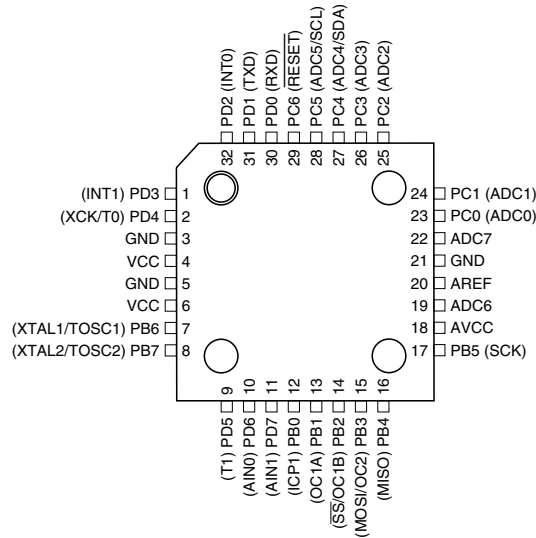 PD2 (INT0)
PD1 (TXD)
PD0 (RXD)
PC6 (RESET)
PC5 (ADC5/SCL)
PC4 (ADC4/SDA)
PC3 (ADC3)
PC2 (ADC2)
32
31
30
29
28
27
26
25
(INT1) PD3 1
(XCK/T0) PD4 2
GND 3
VCC 4
GND 5
VCC 6
(XTAL1/TOSC1) PB6 7
(XTAL2/TOSC2) PB7 8
24 PC1 (ADC1)
23 PC0 (ADC0)
22 ADC7
21 GND
20 AREF
19 ADC6
18 AVCC
17 PB5 (SCK)
9
10
11
12
13
14
15
16
(T1) PD5
(AIN0) PD6
(AIN1) PD7
(ICP1) PB0
(OC1A) PB1
(SS/OC1B) PB2
(MOSI/OC2) PB3
(MISO) PB4